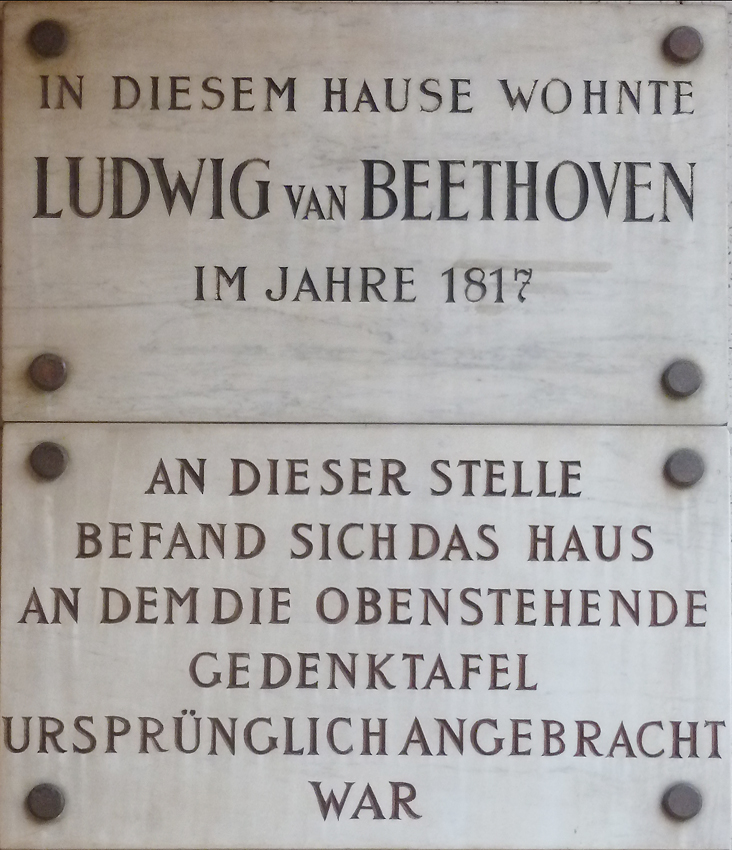 IN DIESEM HAUSE WOHNTE
LUDWIG VAN BEETHOVEN
IM JAHRE 1817
AN DIESER STELLE
BEFAND SICH DAS HAUS
AN DEM DIE OBENSTEHENDE
GEDENKTAFEL
URSPRÜNGLICH ANGEBRACHT
WAR